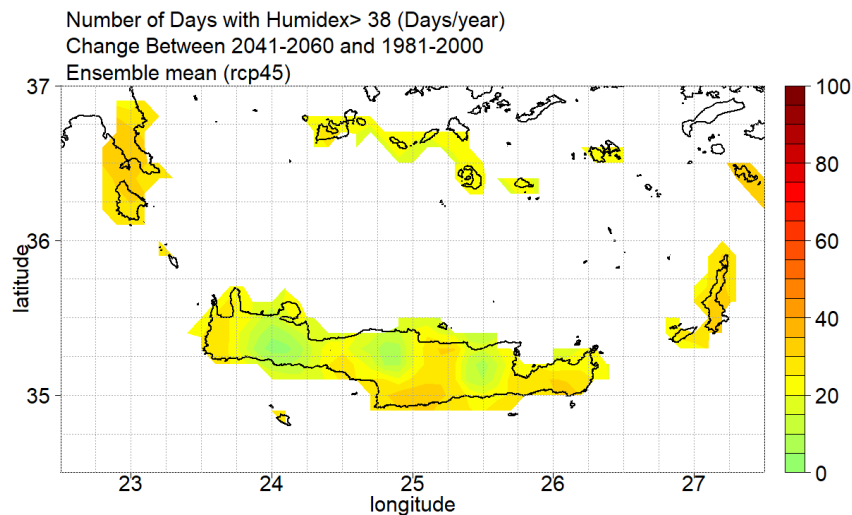 Number of Days with Humidex> 38 (Days/year)
Change Between 2041-2060 and 1981-2000
Ensemble mean (rcp45)
37
36
35
latitude
23
24
25
26
27
longitude
100
80
60
40
20
0